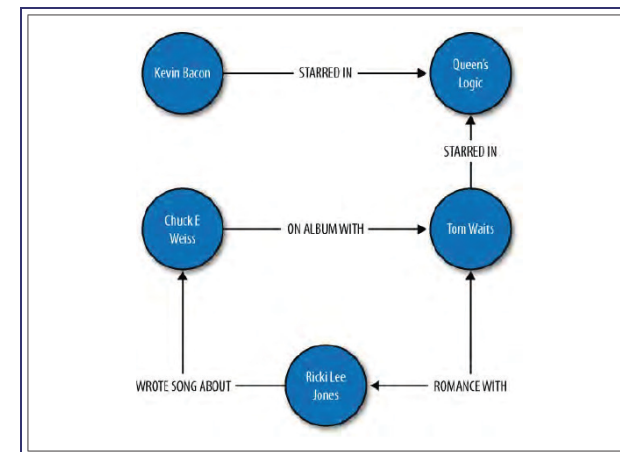 Kevin Bacon
STARRED IN
Queen's
Logic
STARRED IN
Chuck E
Weiss
ON ALBUM WITH
Tom Waits
WROTE SONG ABOUT
Ricki Lee
Jones
ROMANCE WITH